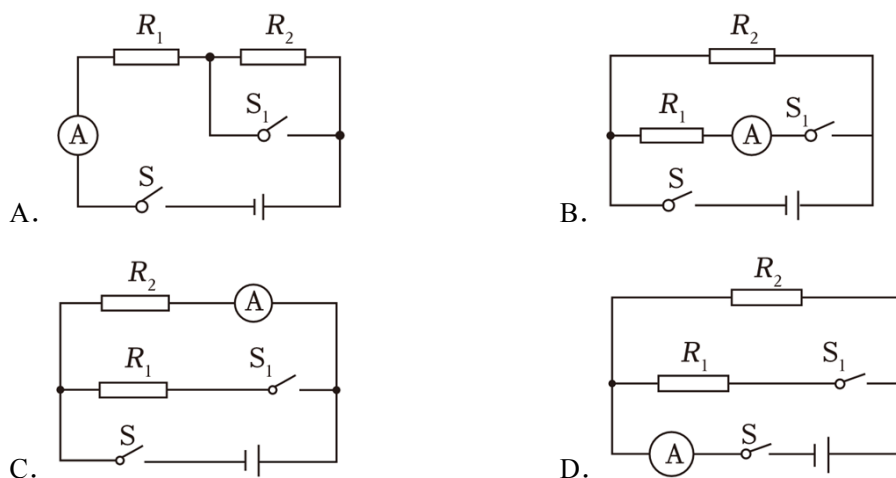 R₁ R₂
S₁
A
S
A.
R₂
R₁ A S₁
S
B.
R₂ A
R₁ S₁
S
C.
R₂
R₁ S₁
A S
D.